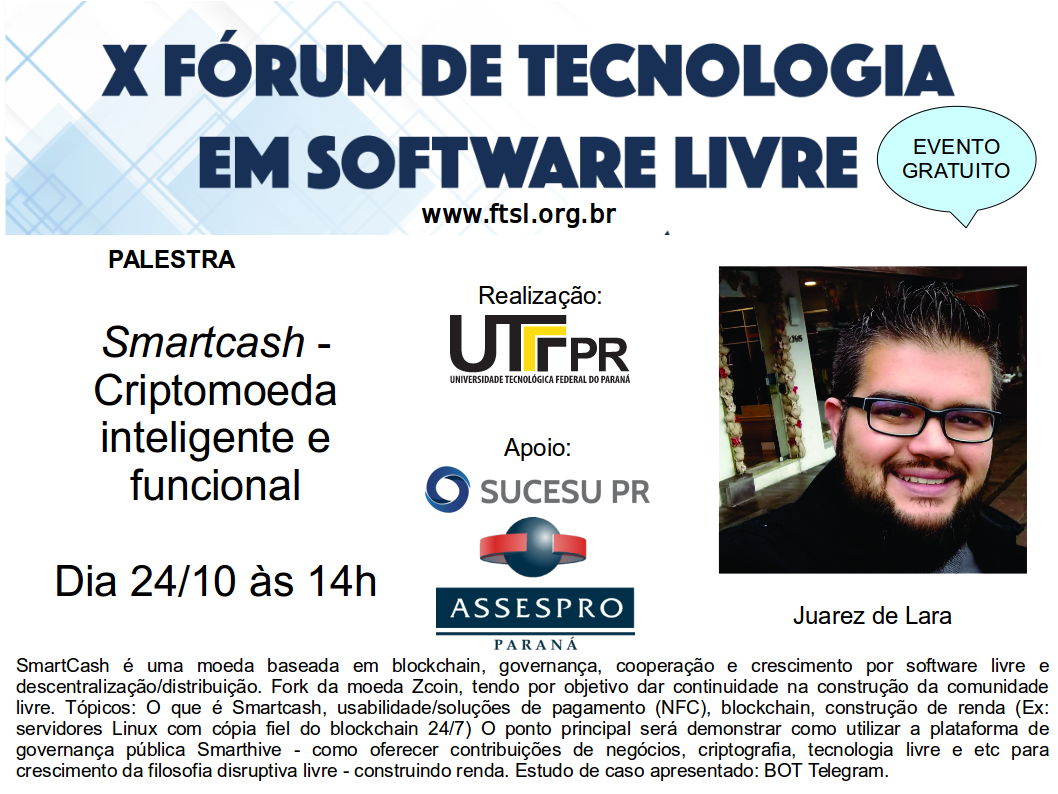 X FÓRUM DE TECNOLOGIA
EM SOFTWARE LIVRE
EVENTO
GRATUITO
www.ftsl.org.br
PALESTRA
Smartcash -
Criptomoeda
inteligente e
funcional
Dia 24/10 às 14h
Realização:
UTFPR
UNIVERSIDADE TECNOLÓGICA FEDERAL DO PARANÁ
Apoio:
SUCESU PR
ASSESPRO
PARANÁ
Juarez de Lara
SmartCash é uma moeda baseada em blockchain, governança, cooperação e crescimento por software livre e
descentralização/distribuição. Fork da moeda Zcoin, tendo por objetivo dar continuidade na construção da comunidade
livre. Tópicos: O que é Smartcash, usabilidade/soluções de pagamento (NFC), blockchain, construção de renda (Ex:
servidores Linux com cópia fiel do blockchain 24/7) O ponto principal será demonstrar como utilizar a plataforma de
governança pública Smarthive - como oferecer contribuições de negócios, criptografia, tecnologia livre e etc para
crescimento da filosofia disruptiva livre - construindo renda. Estudo de caso apresentado: BOT Telegram.